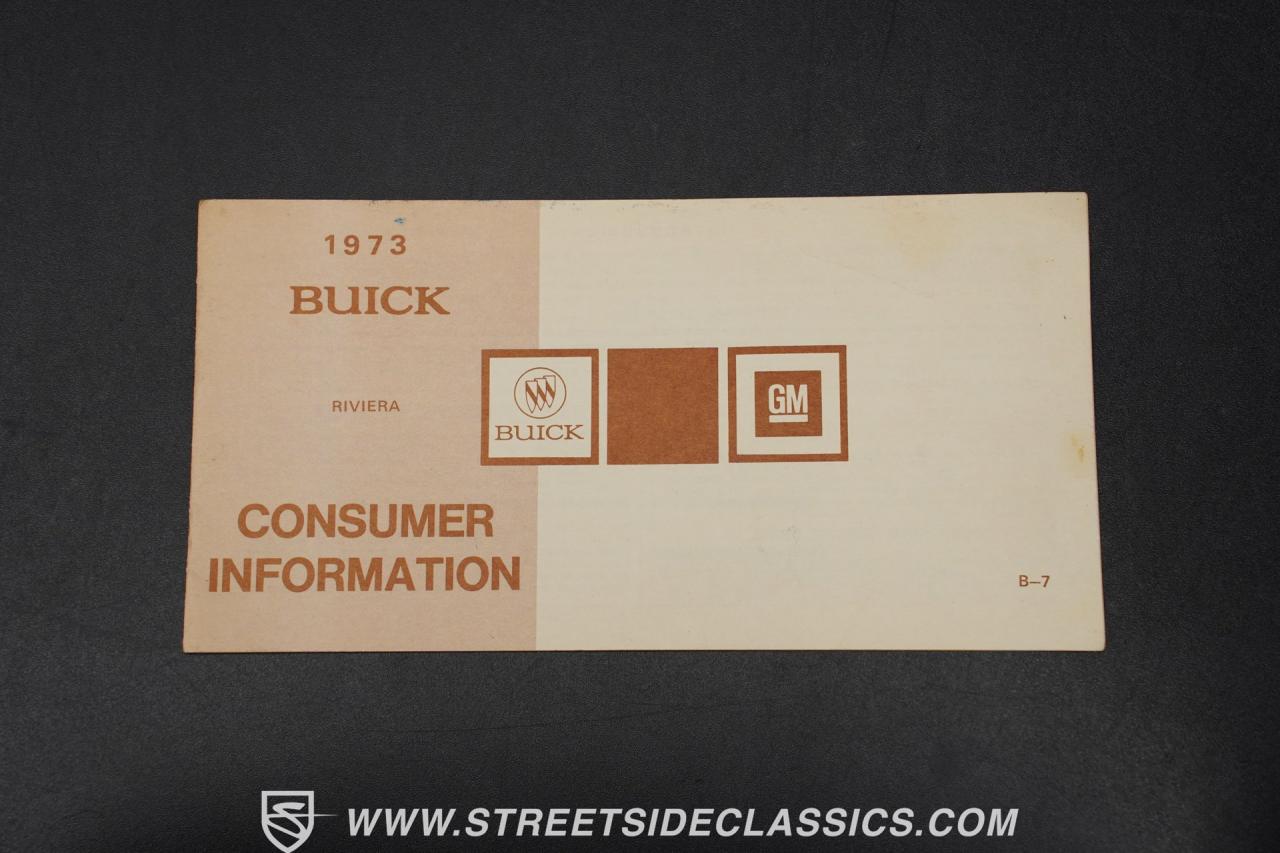 1973
BUICK
RIVIERA
BUICK
GM
CONSUMER
INFORMATION
B–7
WWW.STREETSIDECLASSICS.COM